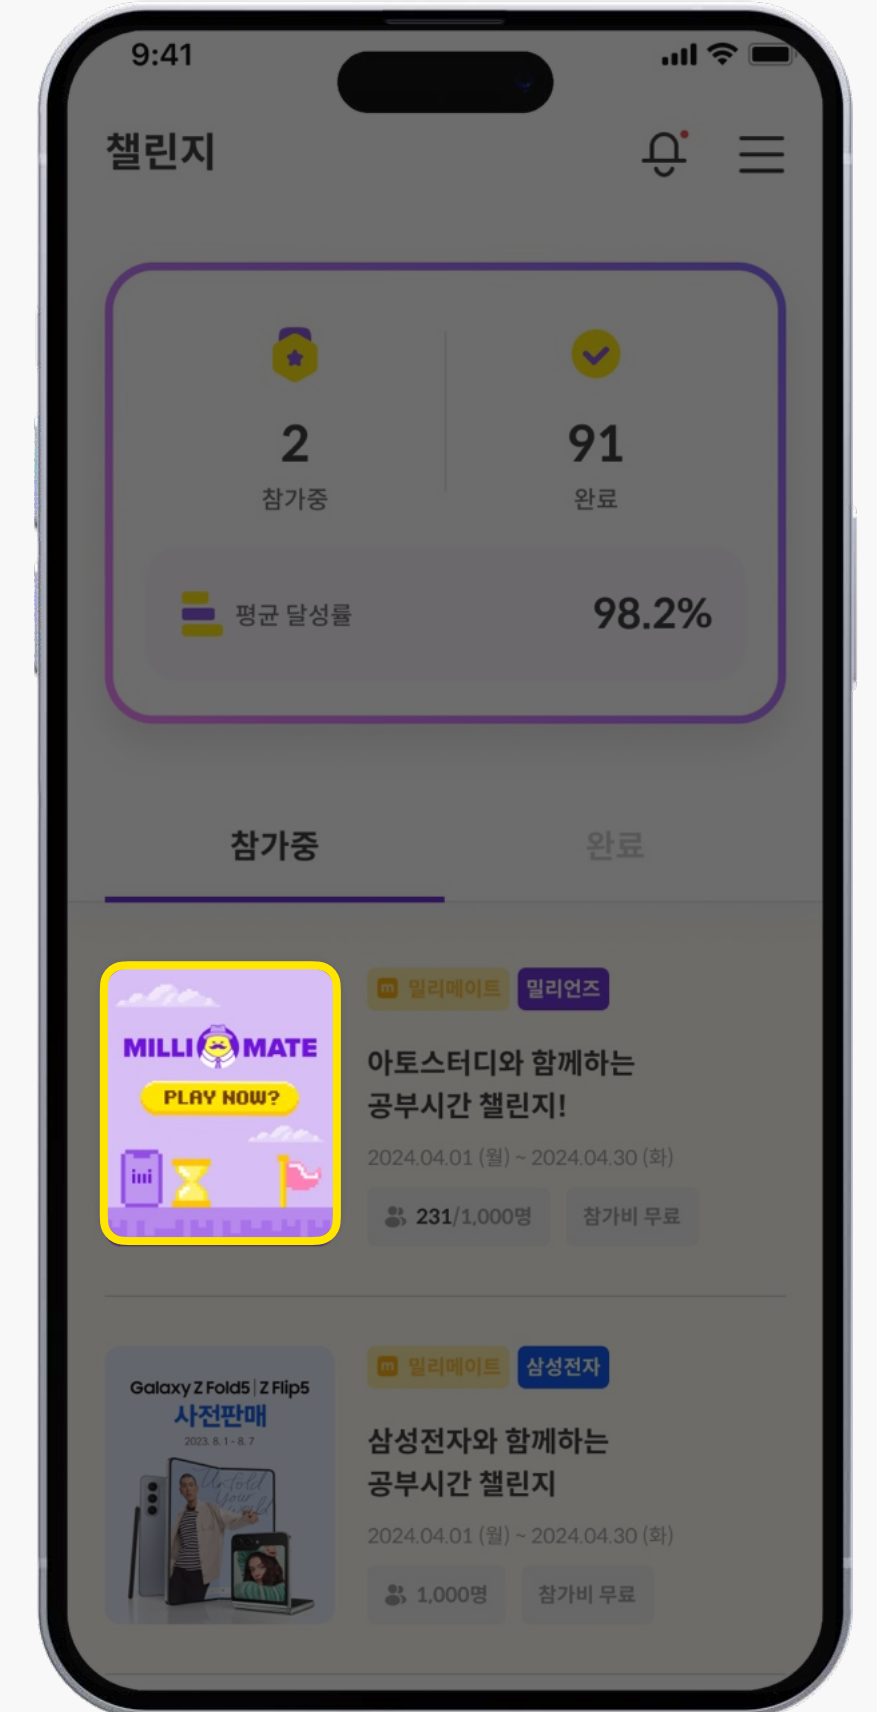 9:41
챌린지
2
참가중
91
완료
평균 달성률
98.2%
참가중
완료
MILLI MATE
PLAY NOW?
m 밀리메이트
밀리언즈
아토스터디와 함께하는
공부시간 챌린지!
2024.04.01 (월) ~ 2024.04.30 (화)
231/1,000명
참가비 무료
Galaxy Z Fold5 | Z Flip5
사전판매
2023. 8. 1 - 8. 7
Unfold
Your
m 밀리메이트
삼성전자
삼성전자와 함께하는
공부시간 챌린지
2024.04.01 (월) ~ 2024.04.30 (화)
1,000명
참가비 무료